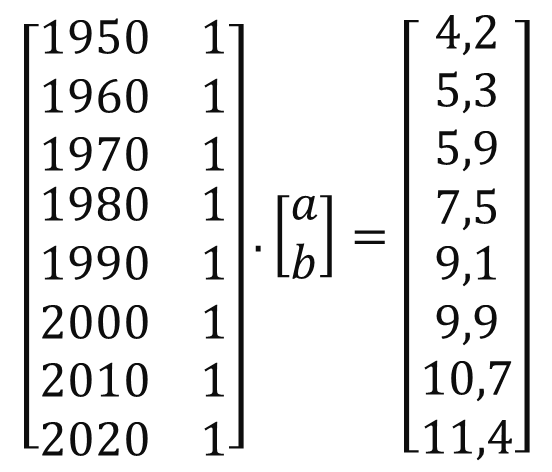 1950 1 4,2
1960 1 5,3
1970 1 5,9
1980 1 a 7,5
1990 1 . b = 9,1
2000 1 9,9
2010 1 10,7
2020 1 11,4